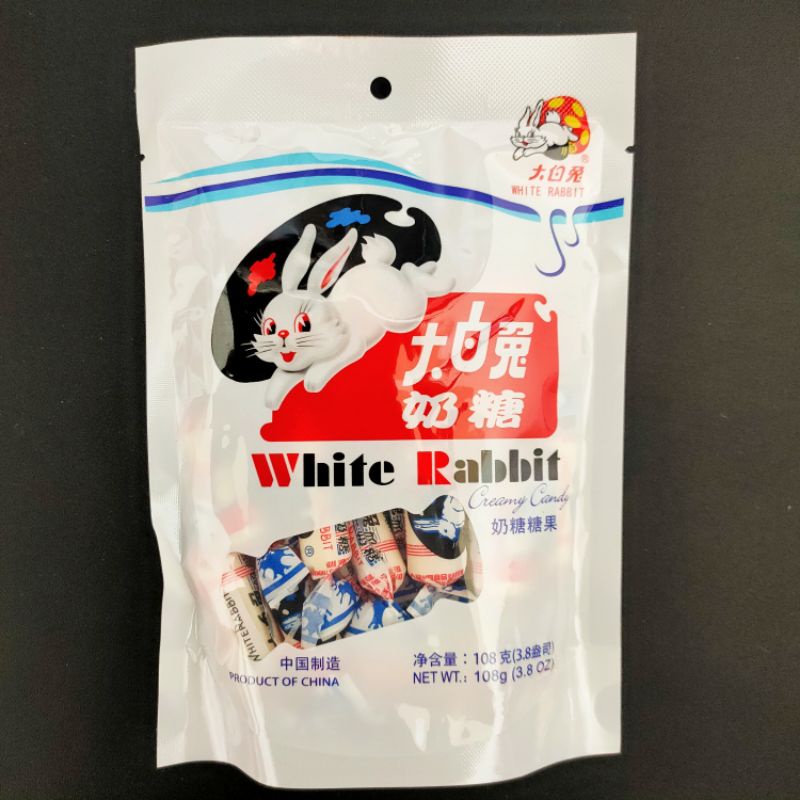 大白兔®
WHITE RABBIT
大白兔
奶糖
White Rabbit
Creamy Candy
奶糖糖果
WHITE RABBIT
中国制造
PRODUCT OF CHINA
净含量：108克(3.8盎司)
NET WT.: 108g (3.8 OZ)